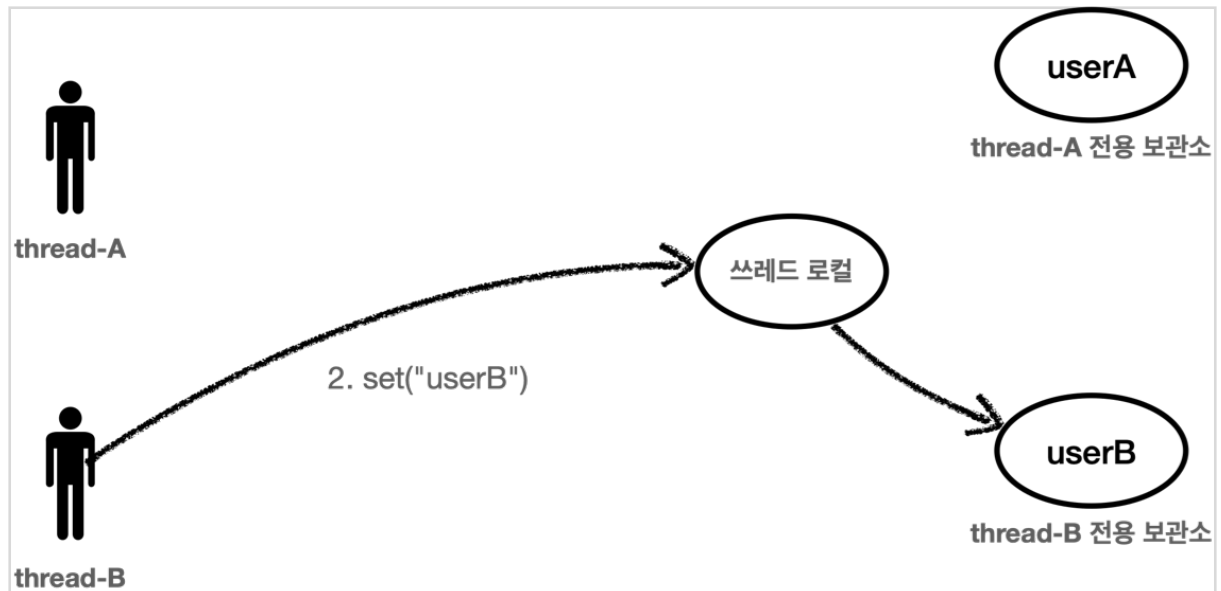 userA
thread-A 전용 보관소
thread-A
쓰레드 로컬
2. set("userB")
userB
thread-B 전용 보관소
thread-B